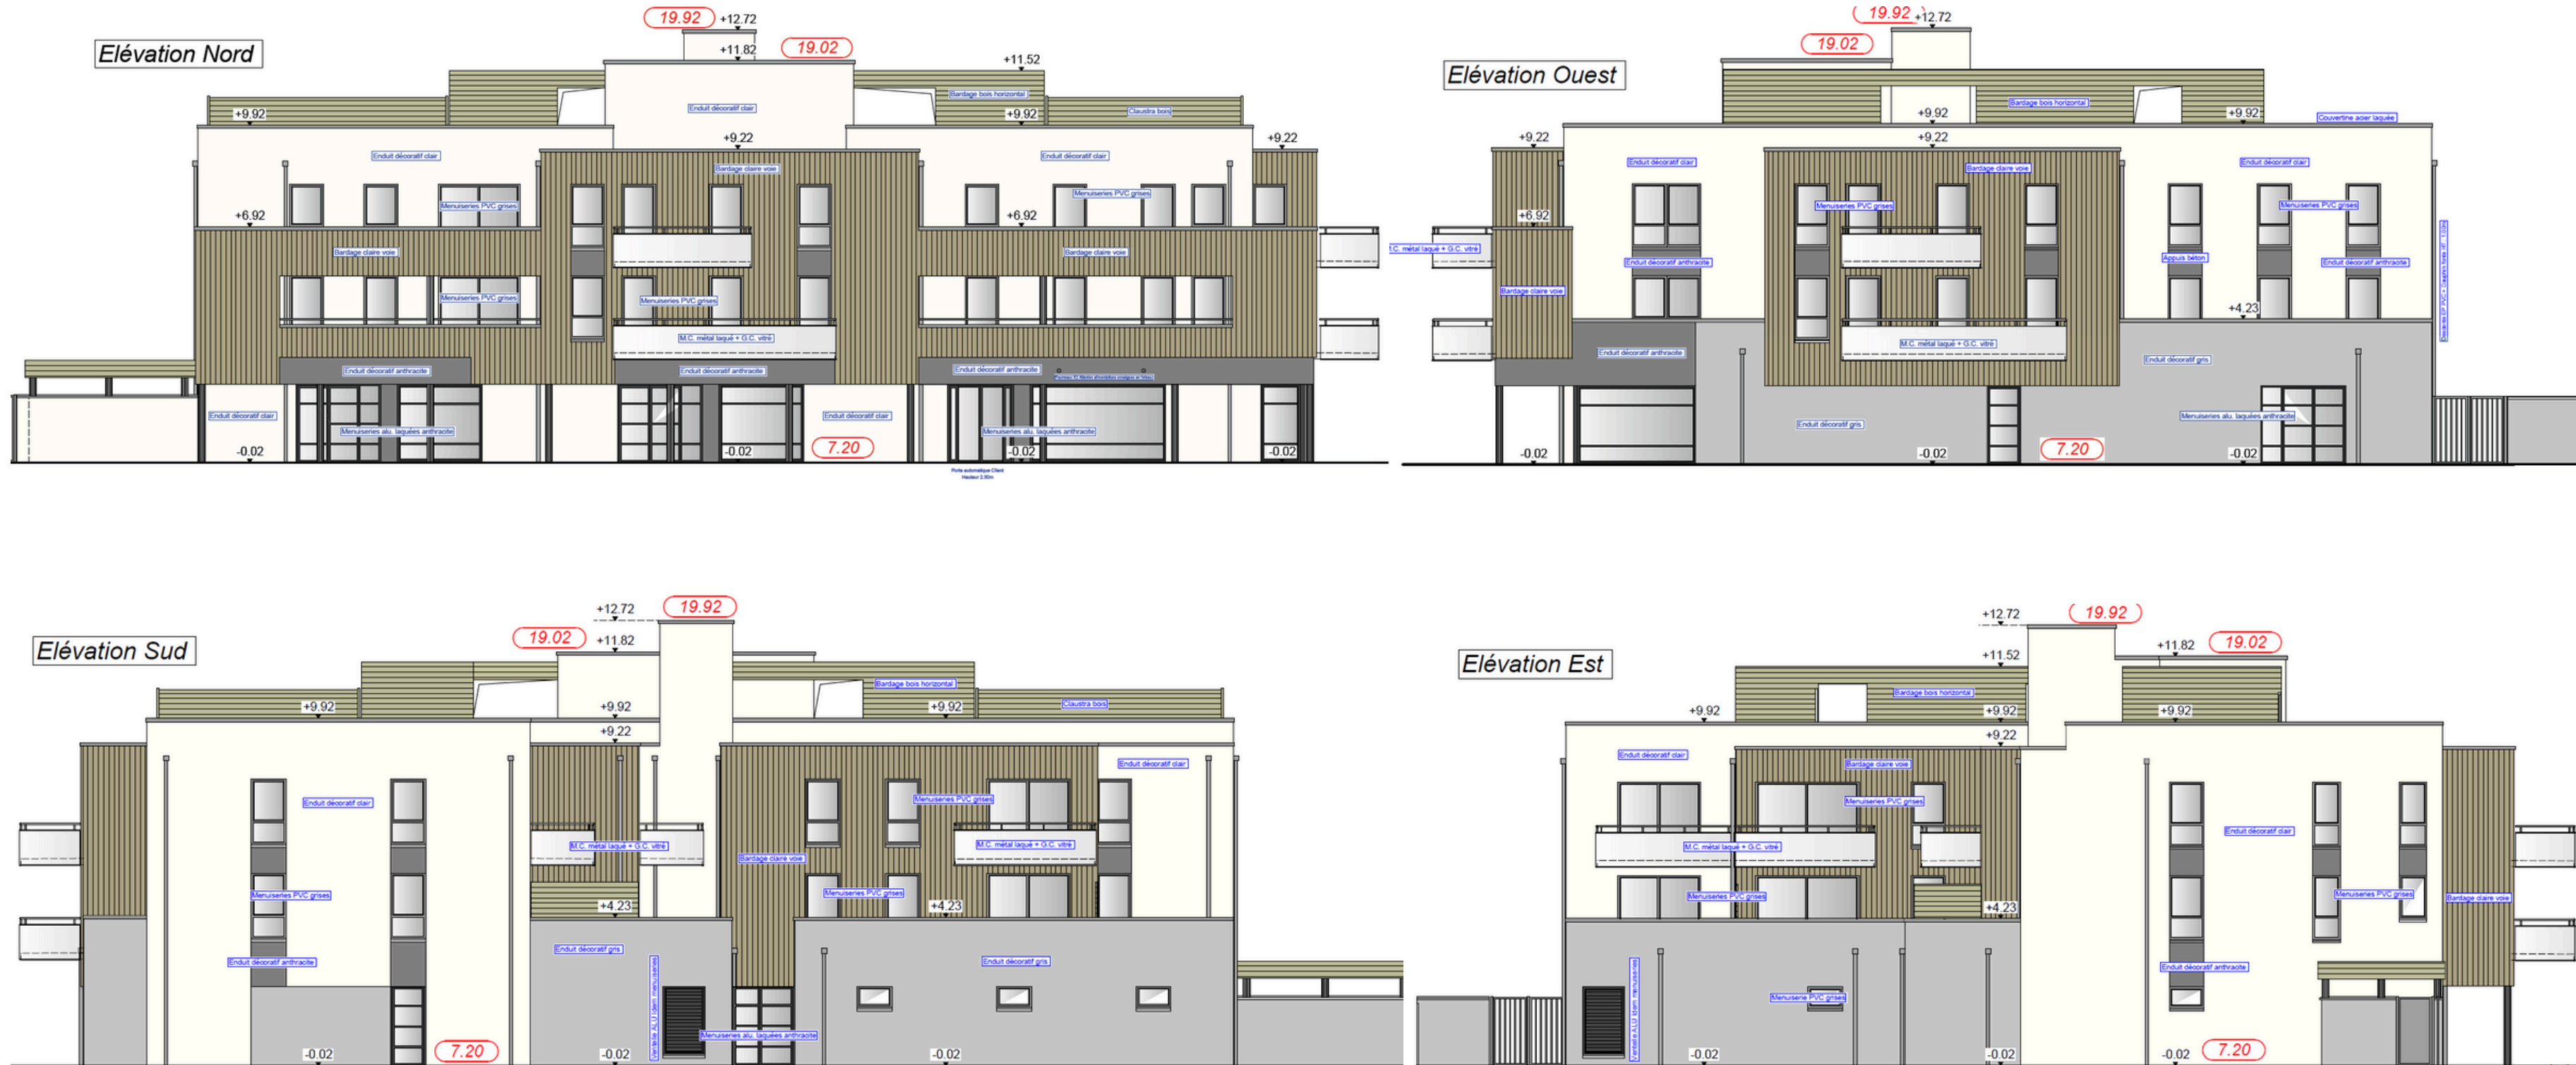 Elévation Nord
19.92
+12.72
+11.82
19.02
+11.52
Enduit décoratif clair
Bardage bois horizontal
Claustra bois
+9.92
+9.92
+9.22
+9.22
Enduit décoratif clair
Bardage claire voie
Enduit décoratif clair
Menuiseries PVC grises
Menuiseries PVC grises
+6.92
+6.92
Bardage claire voie
Bardage claire voie
Menuiseries PVC grises
Menuiseries PVC grises
M.C. métal laqué + G.C. vitré
Enduit décoratif anthracite
Enduit décoratif anthracite
Enduit décoratif anthracite
Enduit décoratif clair
Enduit décoratif clair
Menuiseries alu. laquées anthracite
Menuiseries alu. laquées anthracite
7.20
-0.02
-0.02
-0.02
-0.02
Porte automatique Client
Hauteur 2.90m
Elévation Ouest
19.92
+12.72
19.02
Bardage bois horizontal
+9.92
+9.92
Couvertine acier laquée
+9.22
+9.22
Enduit décoratif clair
Bardage claire voie
Enduit décoratif clair
Menuiseries PVC grises
Menuiseries PVC grises
+6.92
M.C. métal laqué + G.C. vitré
Enduit décoratif anthracite
Appuis béton
Enduit décoratif anthracite
Bardage claire voie
+4.23
M.C. métal laqué + G.C. vitré
Enduit décoratif anthracite
Enduit décoratif gris
Menuiseries alu. laquées anthracite
Enduit décoratif gris
7.20
-0.02
-0.02
-0.02
Elévation Sud
+12.72
19.92
19.02
+11.82
Bardage bois horizontal
Claustra bois
+9.92
+9.92
+9.92
+9.22
Enduit décoratif clair
Enduit décoratif clair
Menuiseries PVC grises
M.C. métal laqué + G.C. vitré
M.C. métal laqué + G.C. vitré
Bardage claire voie
Menuiseries PVC grises
Menuiseries PVC grises
+4.23
+4.23
Enduit décoratif gris
Enduit décoratif anthracite
Enduit décoratif gris
Ventelle ALU idem menuiseries
Menuiseries alu. laquées anthracite
-0.02
7.20
-0.02
-0.02
Elévation Est
+12.72
19.92
19.02
+11.82
+11.52
Bardage bois horizontal
+9.92
+9.92
+9.92
+9.22
Enduit décoratif clair
Bardage claire voie
Menuiseries PVC grises
Enduit décoratif clair
M.C. métal laqué + G.C. vitré
Menuiseries PVC grises
Menuiseries PVC grises
Bardage claire voie
+4.23
Enduit décoratif anthracite
Ventelle ALU idem menuiseries
Menuiserie PVC grises
-0.02
-0.02
-0.02
7.20